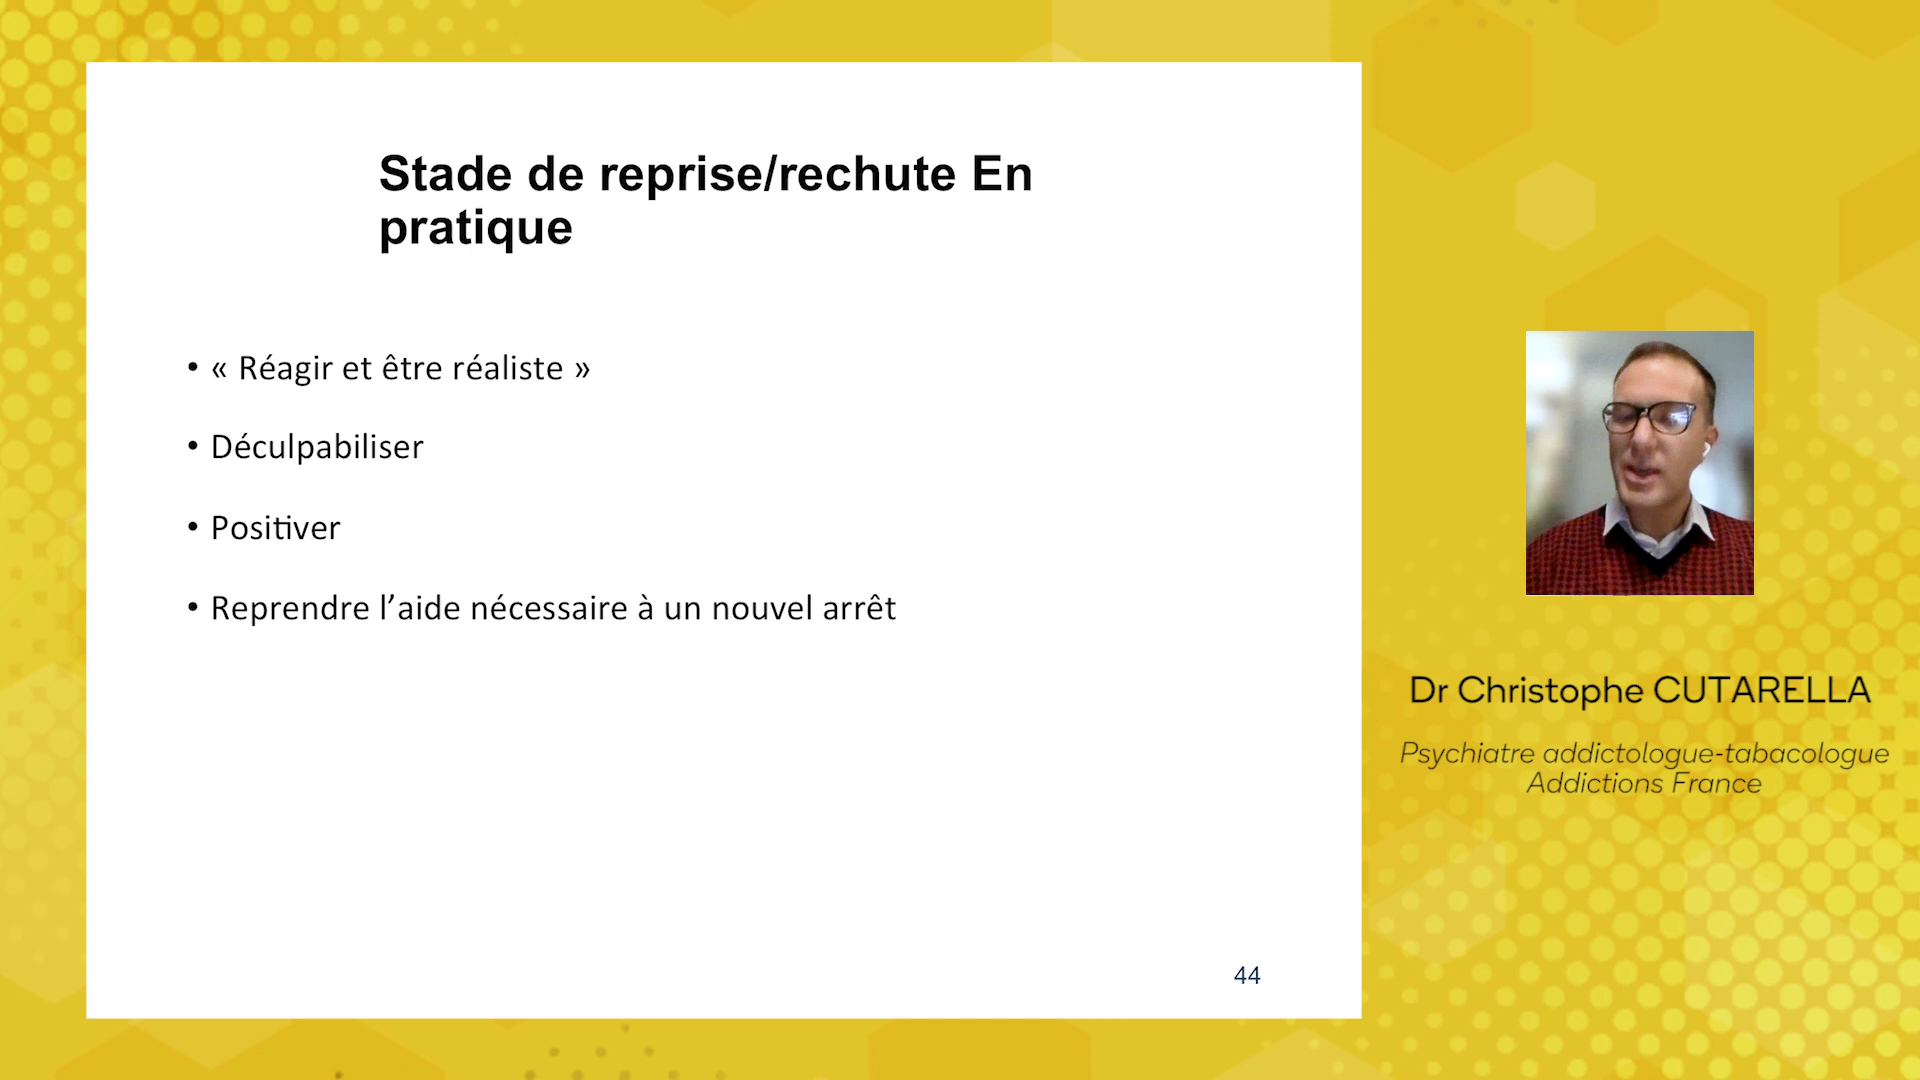 Stade de reprise/rechute En
pratique
• « Réagir et être réaliste »
• Déculpabiliser
• Positiver
• Reprendre l’aide nécessaire à un nouvel arrêt
44
Dr Christophe CUTARELLA
Psychiatre addictologue-tabacologue
Addictions France